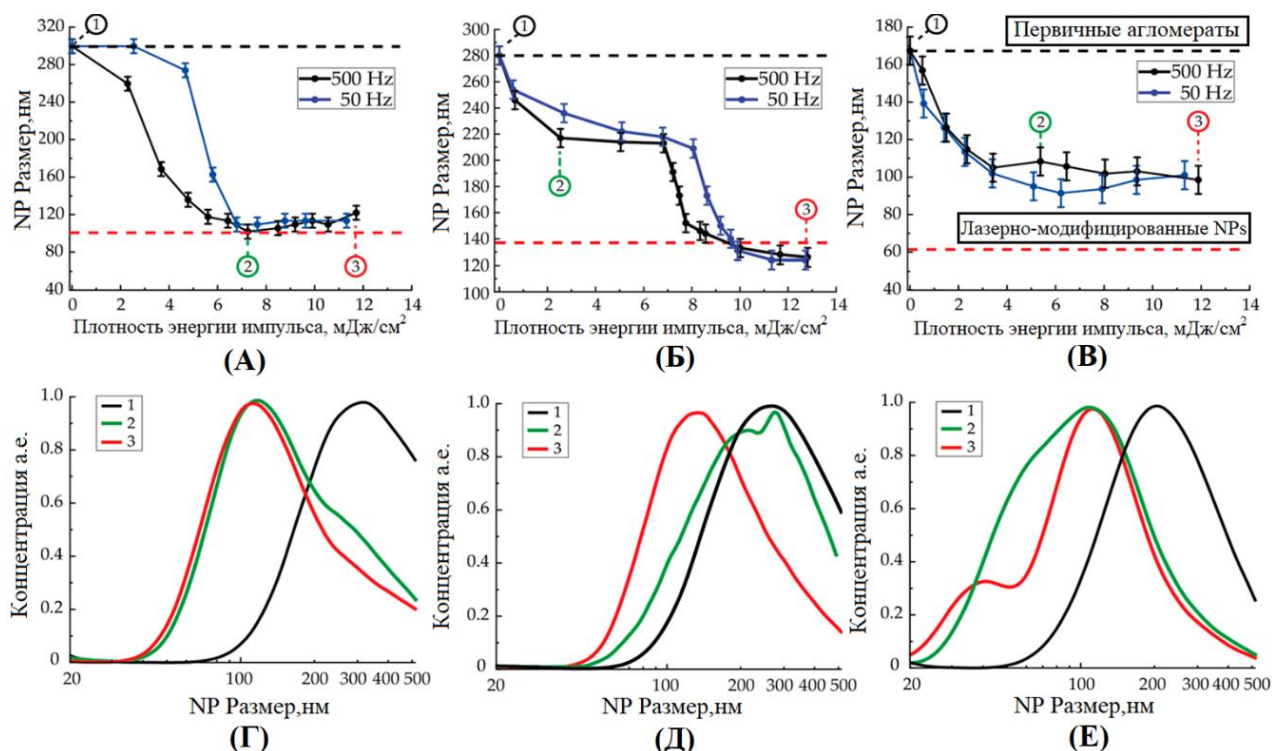 320
280
240
200
160
120
80
40
NP Размер,нм
1
500 Hz
50 Hz
2
3
0 2 4 6 8 10 12 14
Плотность энергии импульса, мДж/см²
(А)
300
280
260
240
220
200
180
160
140
120
100
NP Размер,нм
1
500 Hz
50 Hz
2
3
0 2 4 6 8 10 12 14
Плотность энергии импульса, мДж/см²
(Б)
180
160
140
120
100
80
60
40
NP Размер,нм
1
Первичные агломераты
500 Hz
50 Hz
2
3
Лазерно-модифицированные NPs
0 2 4 6 8 10 12 14
Плотность энергии импульса, мДж/см²
(В)
1.0
0.8
0.6
0.4
0.2
0
Концентрация а.е.
1
2
3
20 100 200 300 400 500
NP Размер,нм
(Г)
1.0
0.8
0.6
0.4
0.2
0
Концентрация а.е.
1
2
3
20 100 200 300 400 500
NP Размер,нм
(Д)
1.0
0.8
0.6
0.4
0.2
0
Концентрация а.е.
1
2
3
20 100 200 300 400 500
NP Размер,нм
(Е)